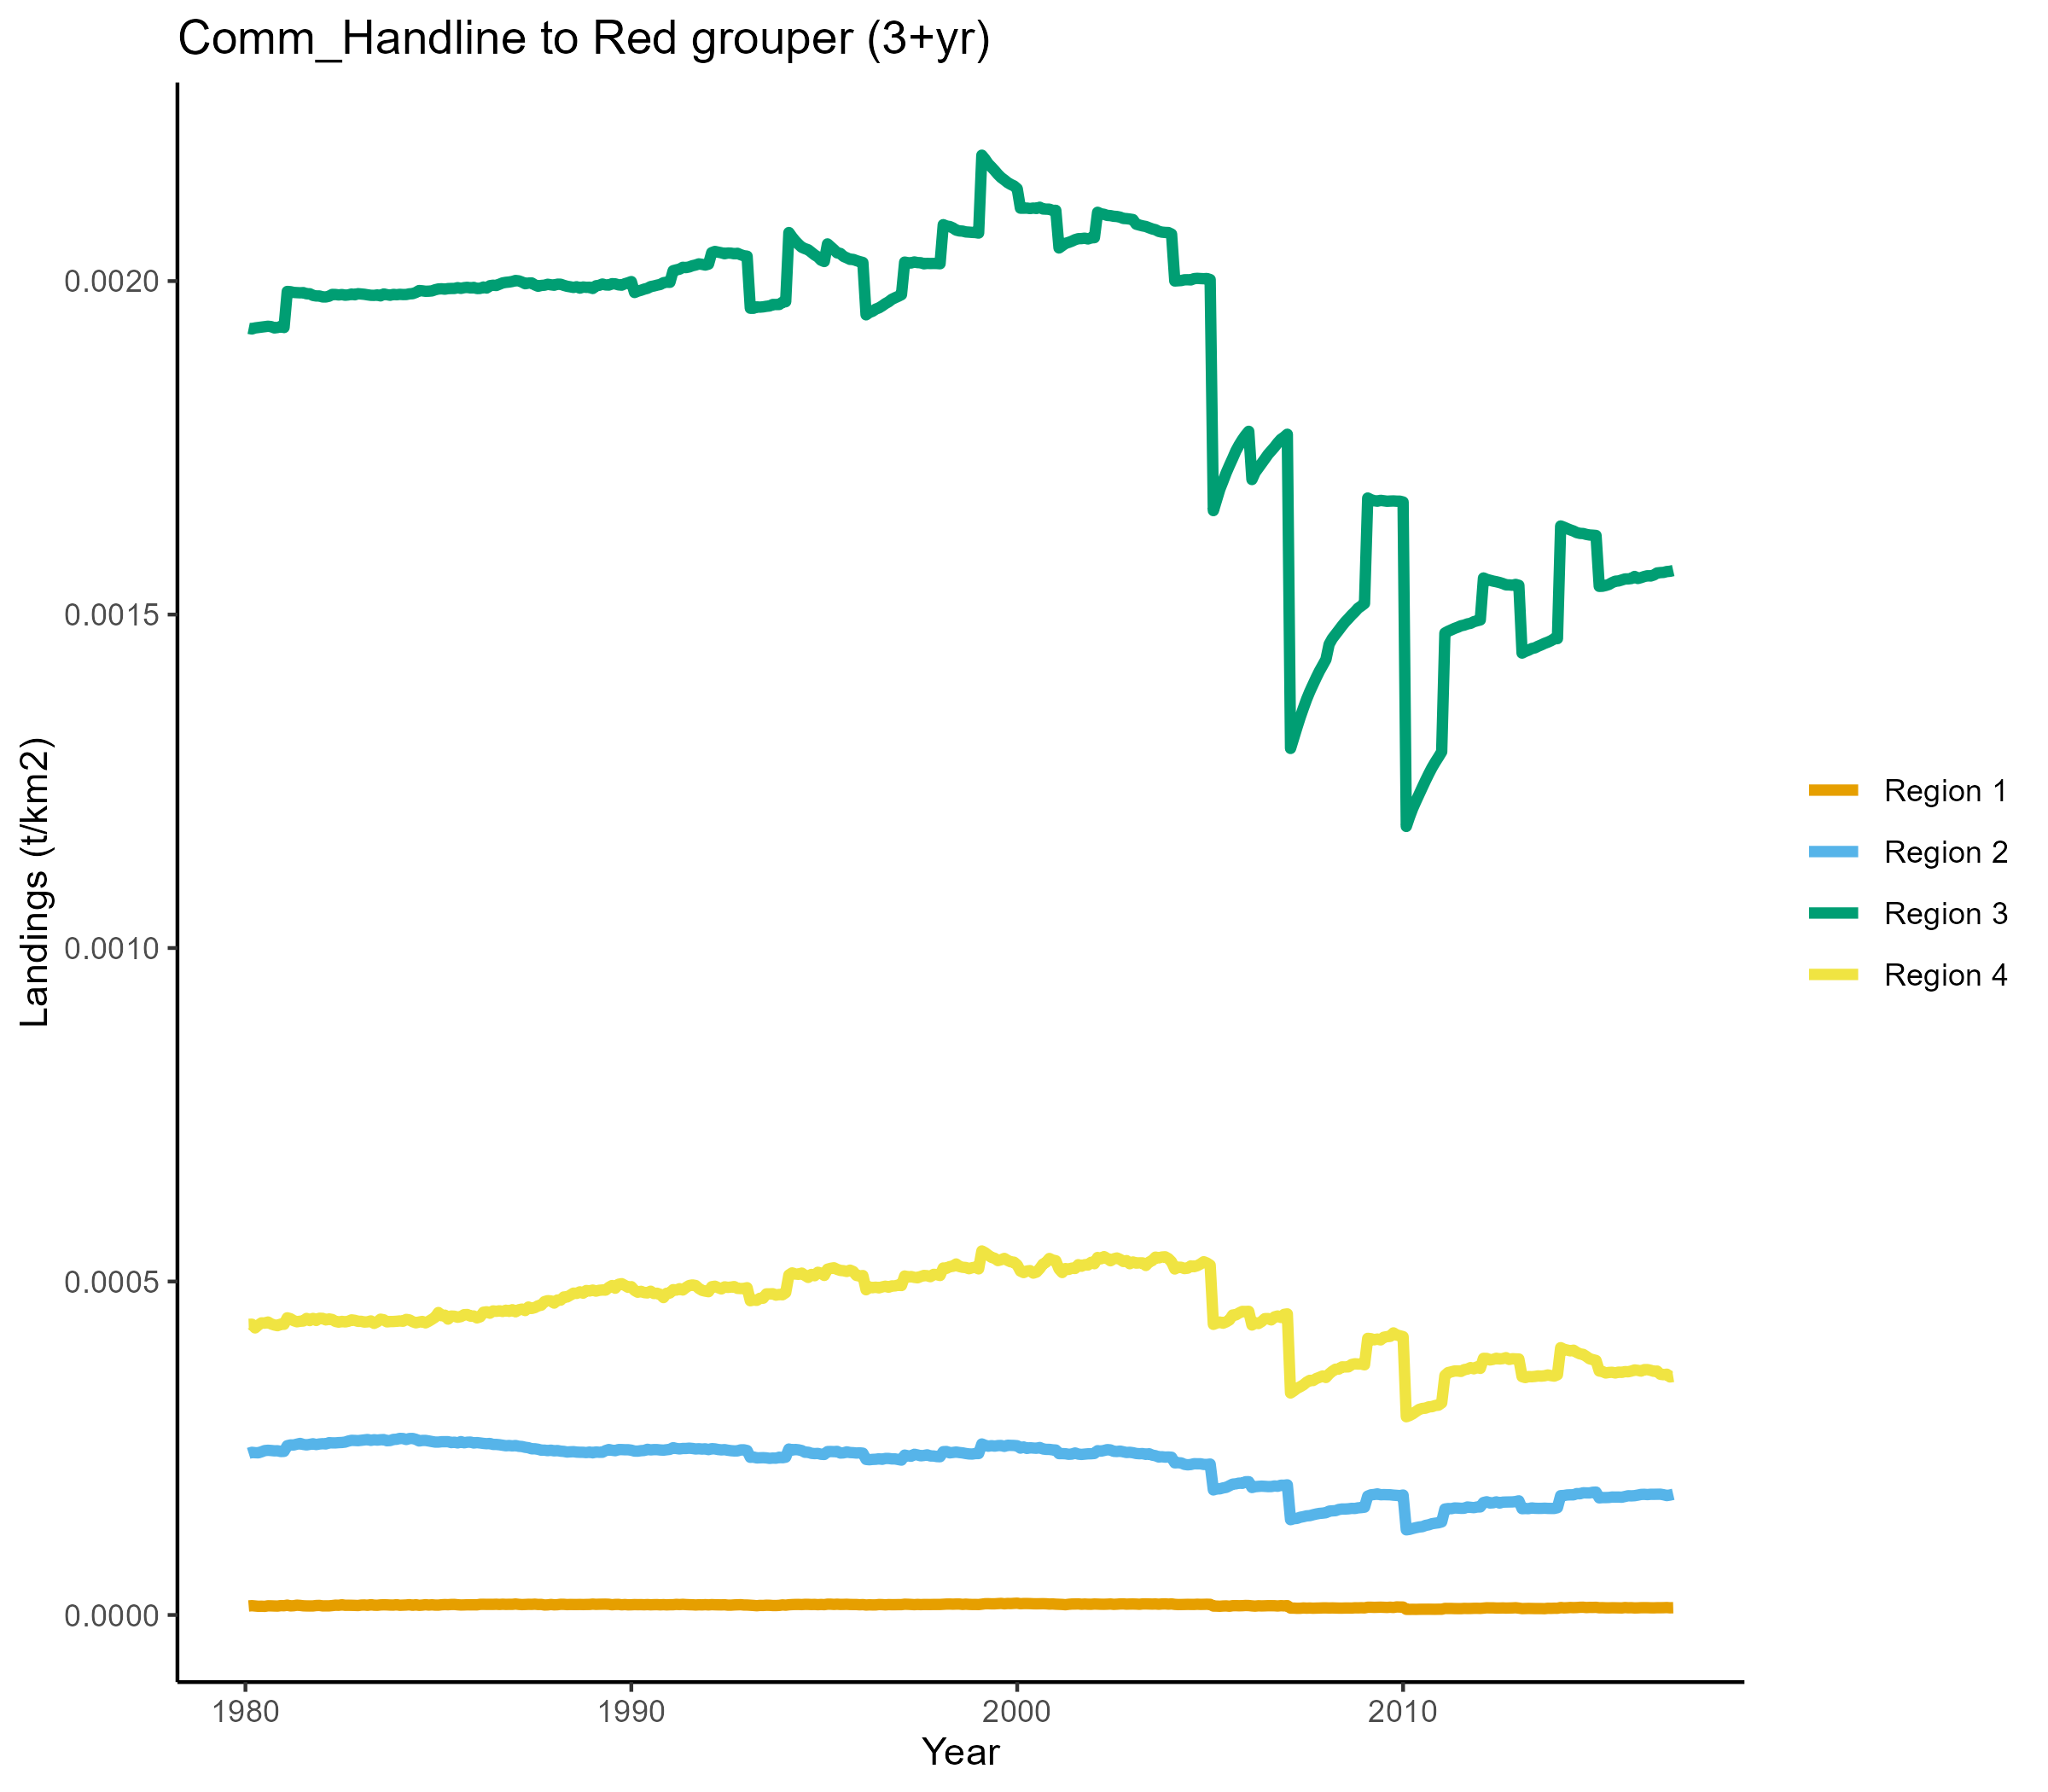 Comm_Handline to Red grouper (3+yr)
Landings (t/km2)
0.0020
0.0015
0.0010
0.0005
0.0000
1980
1990
2000
2010
Year
Region 1
Region 2
Region 3
Region 4